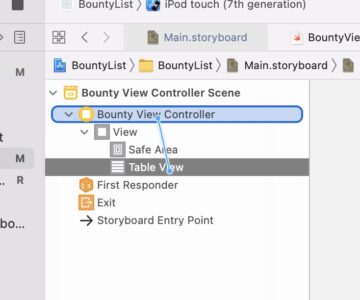 BountyList
iPod touch (7th generation)
Main.storyboard
BountyView
M
BountyList
BountyList
Main.storyboard
Bounty View Controller Scene
Bounty View Controller
View
Safe Area
Table View
M
First Responder
R
Exit
Storyboard Entry Point